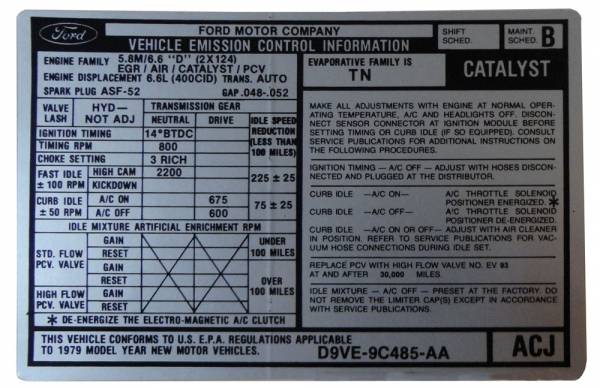 Ford
FORD MOTOR COMPANY
VEHICLE EMISSION CONTROL INFORMATION
SHIFT SCHED.
MAINT. SCHED. B
ENGINE FAMILY 5.8M/6.6 "D" (2X124)
EGR / AIR / CATALYST / PCV
ENGINE DISPLACEMENT 6.6L (400CID) TRANS. AUTO
SPARK PLUG ASF-52 GAP .048-.052
EVAPORATIVE FAMILY IS
TN
CATALYST
VALVE LASH HYD- NOT ADJ
TRANSMISSION GEAR
NEUTRAL DRIVE
IDLE SPEED REDUCTION (LESS THAN 100 MILES)
IGNITION TIMING 14°BTDC
TIMING RPM 800
CHOKE SETTING 3 RICH
FAST IDLE ± 100 RPM HIGH CAM 2200 225 ± 25
KICKDOWN
CURB IDLE ± 50 RPM A/C ON 675 75 ± 25
A/C OFF 600
IDLE MIXTURE ARTIFICIAL ENRICHMENT RPM
STD. FLOW PCV. VALVE GAIN UNDER 100 MILES
RESET
GAIN OVER 100 MILES
RESET
HIGH FLOW PCV. VALVE GAIN
RESET
* DE-ENERGIZE THE ELECTRO-MAGNETIC A/C CLUTCH
MAKE ALL ADJUSTMENTS WITH ENGINE AT NORMAL OPER-
ATING TEMPERATURE, A/C AND HEADLIGHTS OFF. DISCON-
NECT SENSOR CONNECTOR AT IGNITION MODULE BEFORE
SETTING TIMING OR CURB IDLE (IF SO EQUIPPED). CONSULT
SERVICE PUBLICATIONS FOR ADDITIONAL INSTRUCTIONS ON
THE FOLLOWING PROCEDURES.
IGNITION TIMING — A/C OFF — ADJUST WITH HOSES DISCON-
NECTED AND PLUGGED AT THE DISTRIBUTOR.
CURB IDLE —A/C ON— A/C THROTTLE SOLENOID
POSITIONER ENERGIZED. *
CURB IDLE —A/C OFF— A/C THROTTLE SOLENOID
POSITIONER DE-ENERGIZED.
CURB IDLE —A/C ON OR OFF— ADJUST WITH AIR CLEANER
IN POSITION. REFER TO SERVICE PUBLICATIONS FOR VAC-
UUM HOSE CONNECTIONS DURING IDLE SET.
REPLACE PCV WITH HIGH FLOW VALVE NO. EV 93
AT AND AFTER 30,000 MILES.
IDLE MIXTURE — A/C OFF — PRESET AT THE FACTORY. DO
NOT REMOVE THE LIMITER CAP(S) EXCEPT IN ACCORDANCE
WITH SERVICE PUBLICATIONS.
THIS VEHICLE CONFORMS TO U.S. E.P.A. REGULATIONS APPLICABLE
TO 1979 MODEL YEAR NEW MOTOR VEHICLES.
D9VE-9C485-AA
ACJ